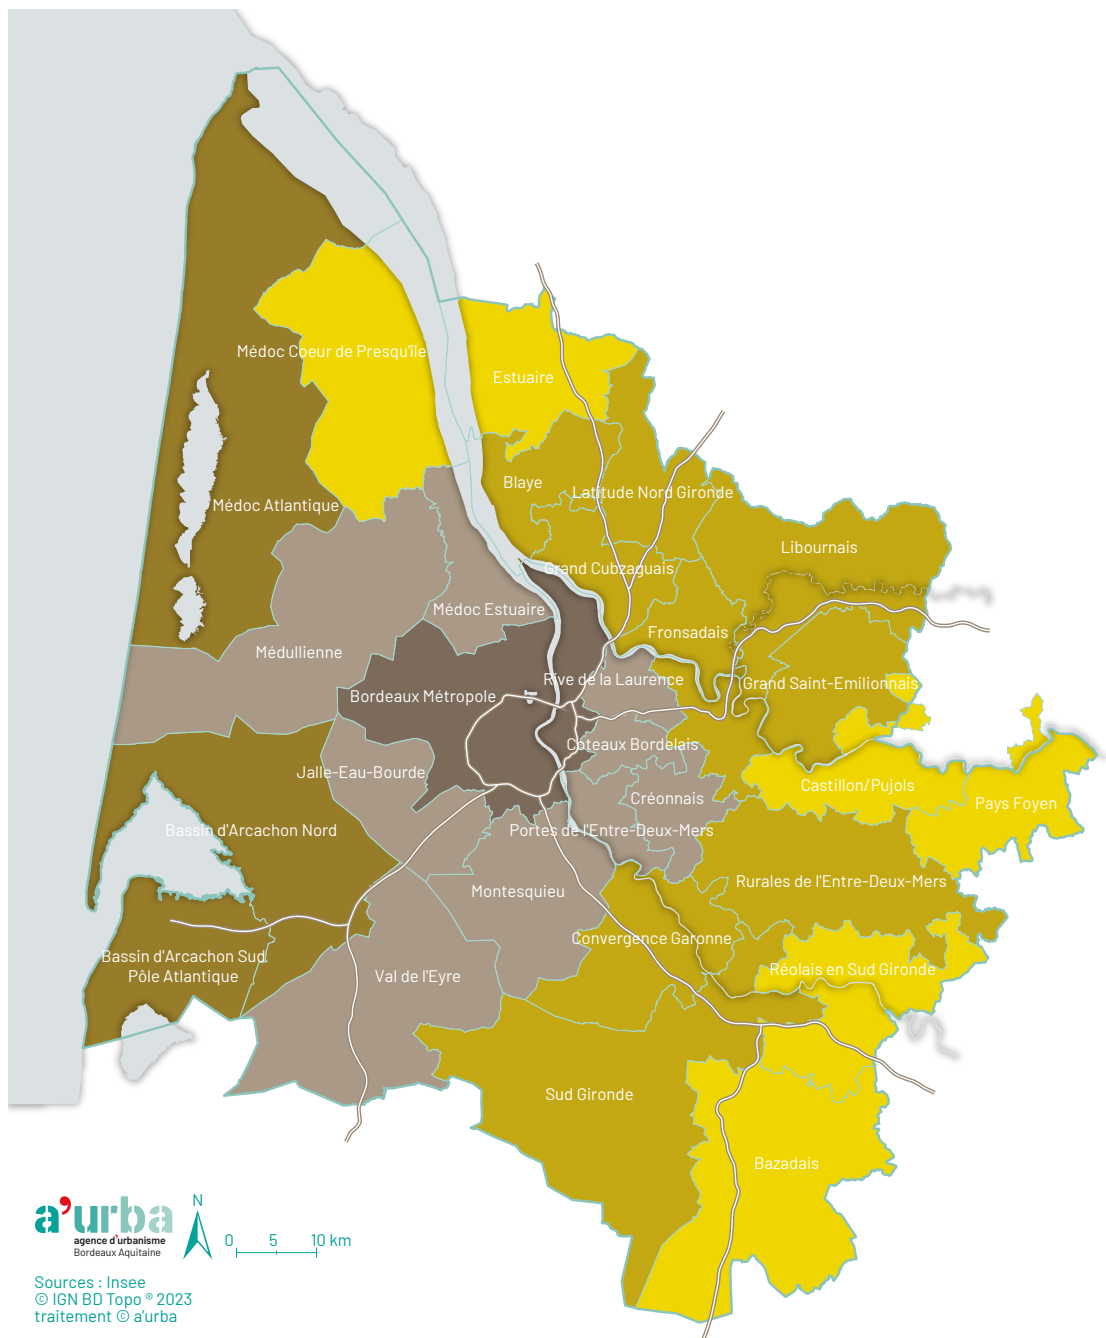 Médoc Coeur de Presqu'île
Estuaire
Blaye
Latitude Nord Gironde
Médoc Atlantique
Libournais
Grand Cubzaguais
Médoc Estuaire
Fronsadais
Médullienne
Rive de la Laurence
Grand Saint-Emilionnais
Bordeaux Métropole
Coteaux Bordelais
Jalle-Eau-Bourde
Castillon/Pujols
Créonnais
Pays Foyen
Bassin d'Arcachon Nord
Portes de l'Entre-Deux-Mers
Rurales de l'Entre-Deux-Mers
Montesquieu
Convergence Garonne
Bassin d'Arcachon Sud
Pôle Atlantique
Val de l'Eyre
Réolais en Sud Gironde
Sud Gironde
Bazadais
a'urba
agence d'urbanisme
Bordeaux Aquitaine
N
0 5 10 km
Sources : Insee
© IGN BD Topo ® 2023
traitement © a'urba